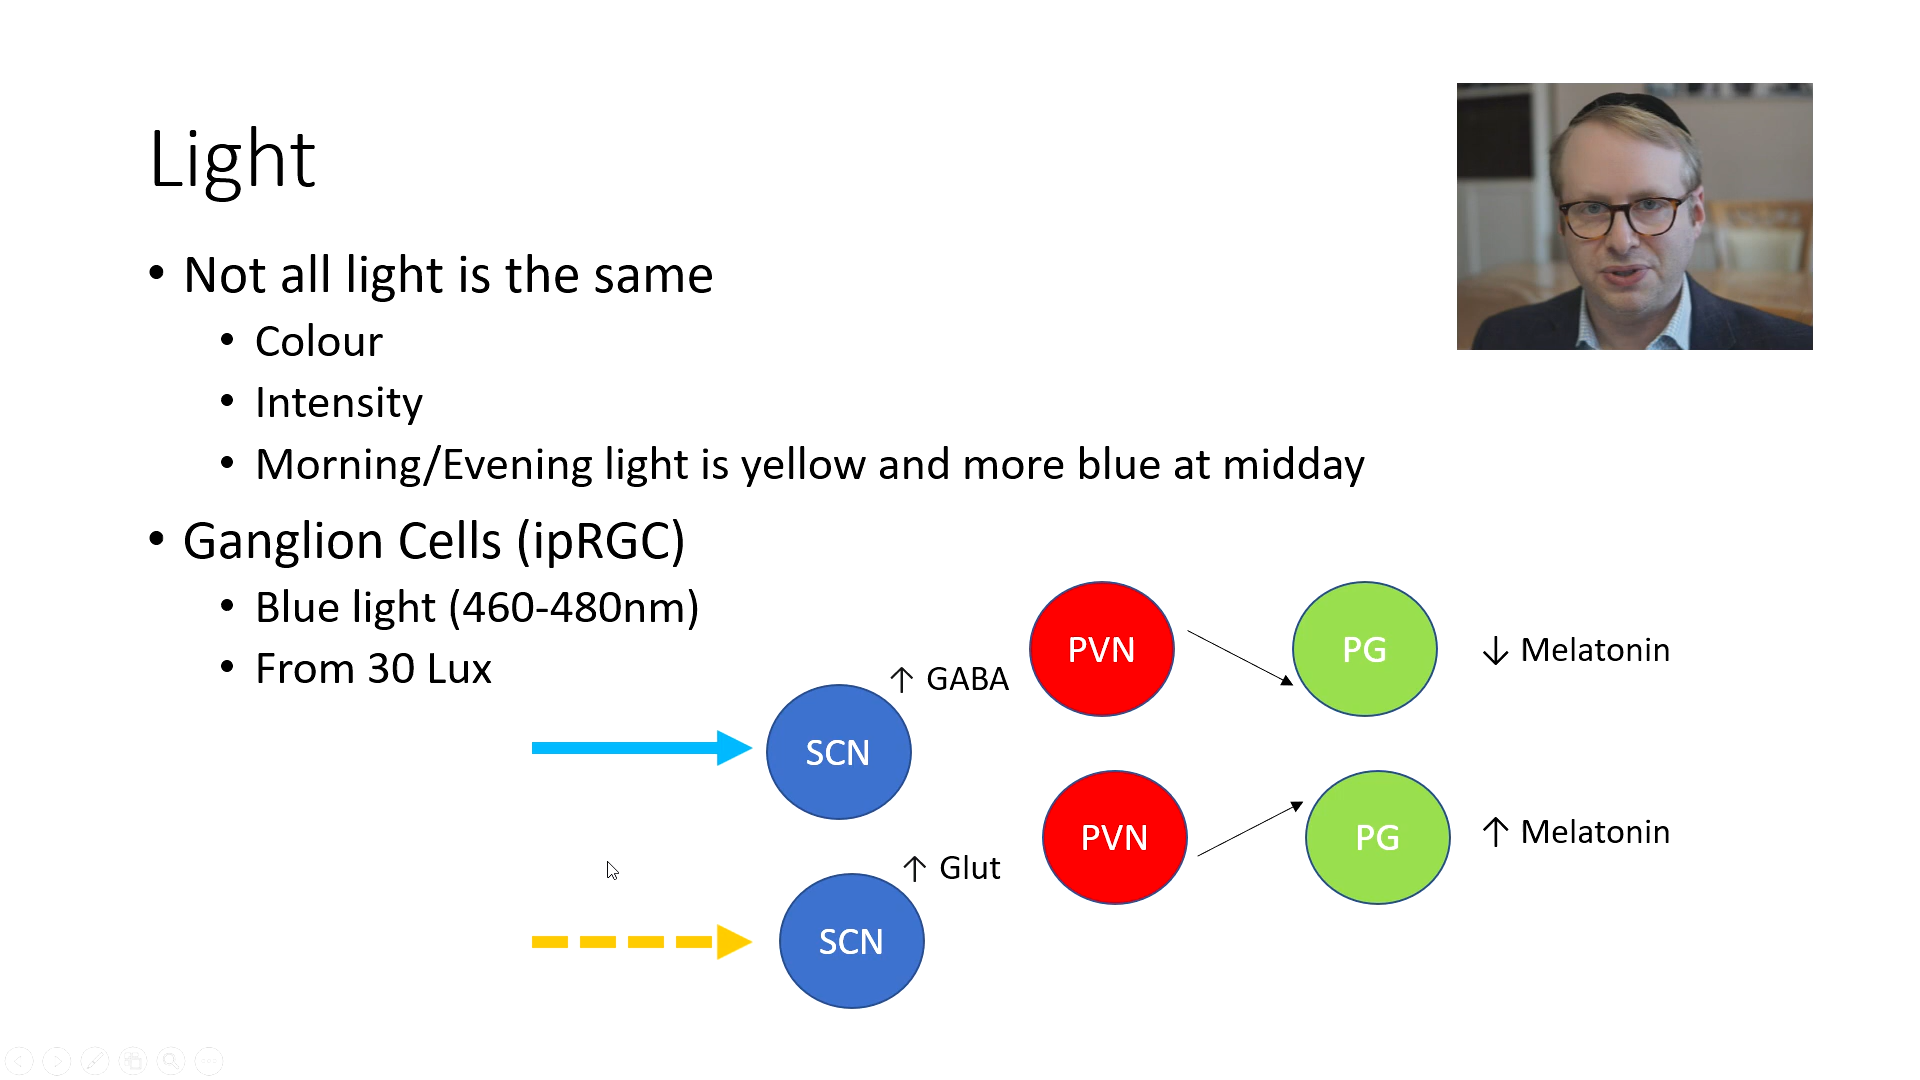 Light
• Not all light is the same
• Colour
• Intensity
• Morning/Evening light is yellow and more blue at midday
• Ganglion Cells (ipRGC)
• Blue light (460-480nm)
• From 30 Lux
↑ GABA
PVN
PG
↓ Melatonin
SCN
↑ Glut
PVN
PG
↑ Melatonin
SCN